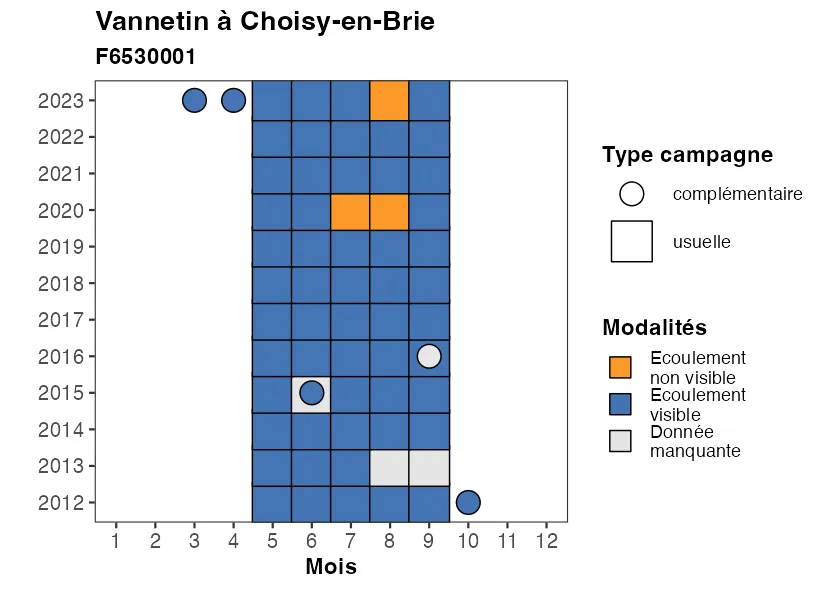 Vannetin à Choisy-en-Brie
F6530001
2023
2022
2021
2020
2019
2018
2017
2016
2015
2014
2013
2012
1 2 3 4 5 6 7 8 9 10 11 12
Mois
Type campagne
complémentaire
usuelle
Modalités
Ecoulement
non visible
Ecoulement
visible
Donnée
manquante